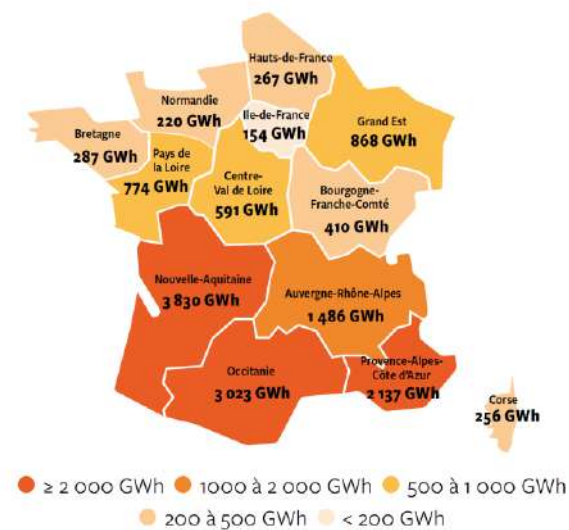 Hauts-de-France
267 GWh
Normandie
220 GWh
Ile-de-France
154 GWh
Grand Est
868 GWh
Bretagne
287 GWh
Pays de
la Loire
774 GWh
Centre-
Val de Loire
591 GWh
Bourgogne-
Franche-Comté
410 GWh
Nouvelle-Aquitaine
3 830 GWh
Auvergne-Rhône-Alpes
1 486 GWh
Occitanie
3 023 GWh
Provence-Alpes-
Côte d'Azur
2 137 GWh
Corse
256 GWh
≥ 2 000 GWh
1000 à 2 000 GWh
500 à 1 000 GWh
200 à 500 GWh
< 200 GWh